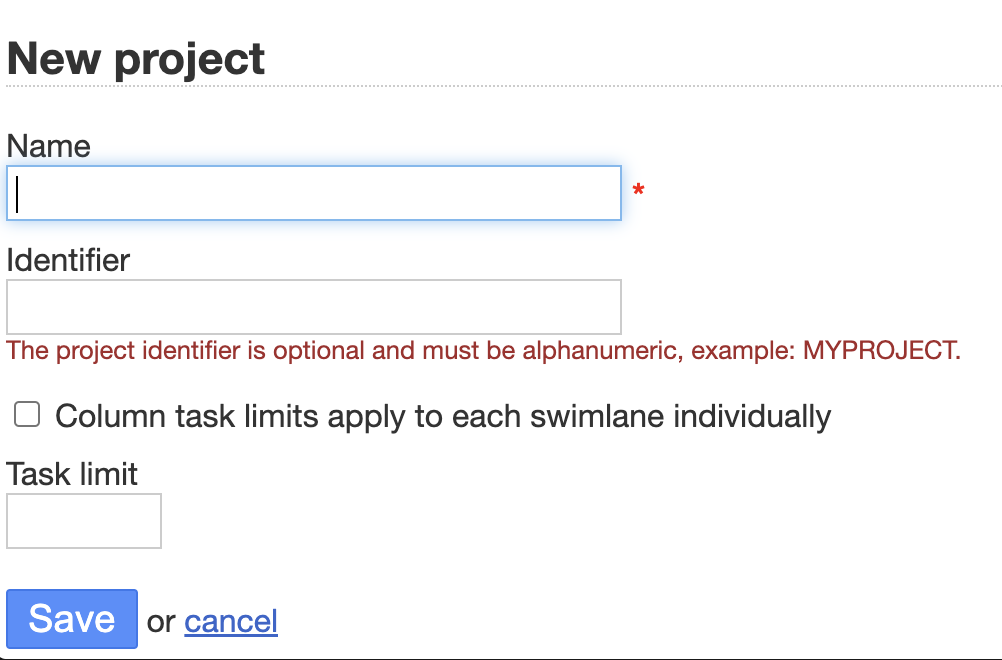 New project
Name
*
Identifier
The project identifier is optional and must be alphanumeric, example: MYPROJECT.
Column task limits apply to each swimlane individually
Task limit
Save or cancel